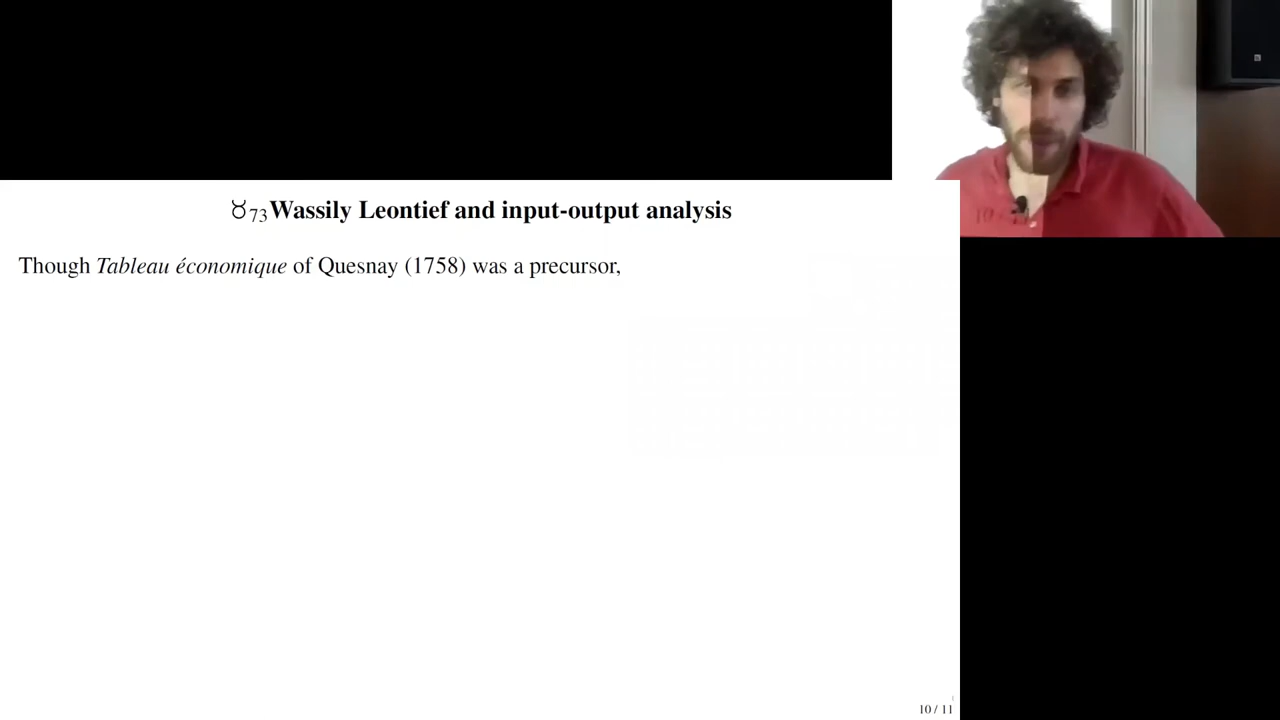 ♉73Wassily Leontief and input-output analysis
Though Tableau économique of Quesnay (1758) was a precursor,
10 / 11